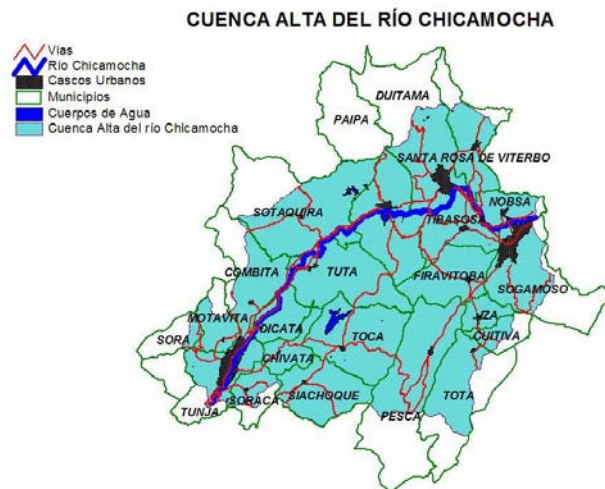 CUENCA ALTA DEL RÍO CHICAMOCHA
Vías
Río Chicamocha
Cascos Urbanos
Municipios
Cuerpos de Agua
Cuenca Alta del río Chicamocha
DUITAMA
PAIPA
SANTA ROSA DE VITERBO
NOBSA
SOTAQUIRA
TIBASOSA
COMBITA
TUTA
FIRAVITOBA
SOGAMOSO
MOTAVITA
IZA
OICATA
CUITIVA
SORA
TOCA
CHIVATA
SIACHOQUE
TOTA
SORACA
TUNJA
PESCA